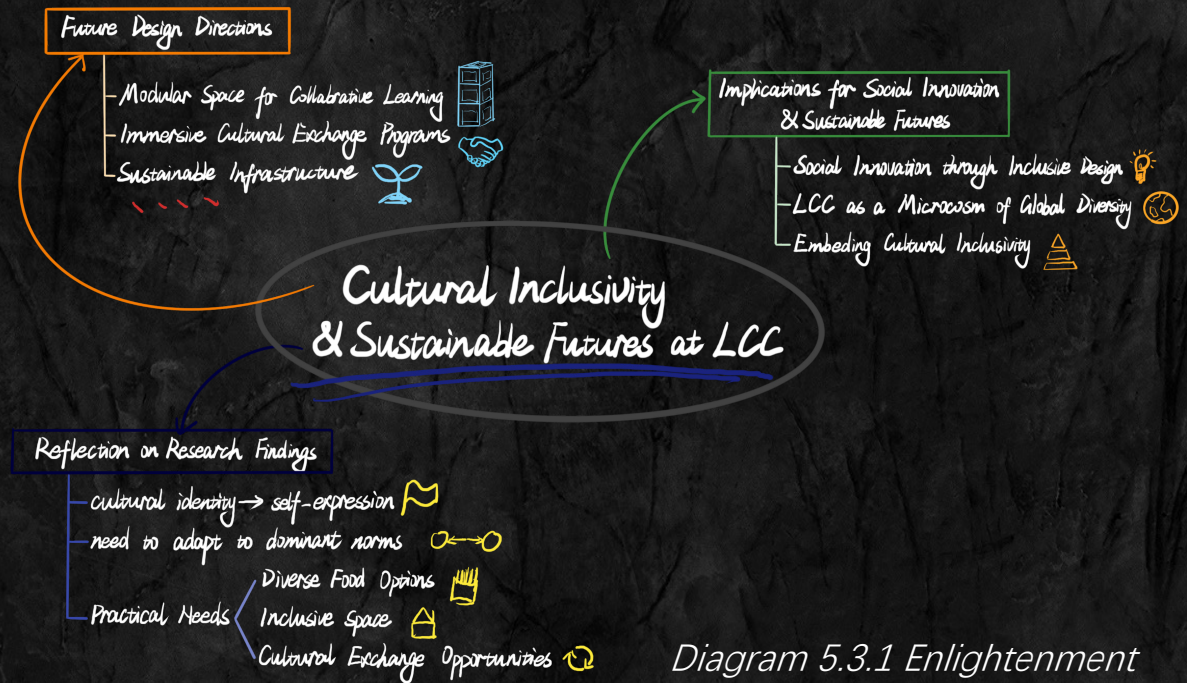 Future Design Directions
Modular Space for Collabrative Learning
Immersive Cultural Exchange Programs
Sustainable Infrastructure
Implications for Social Innovation
& Sustainable Futures
Social Innovation through Inclusive Design
LCC as a Microcosm of Global Diversity
Embeding Cultural Inclusivity
Cultural Inclusivity
& Sustainable Futures at LCC
Reflection on Research Findings
cultural identity → self-expression
need to adapt to dominant norms
Practical Needs
Diverse Food Options
Inclusive Space
Cultural Exchange Opportunities
Diagram 5.3.1 Enlightenment